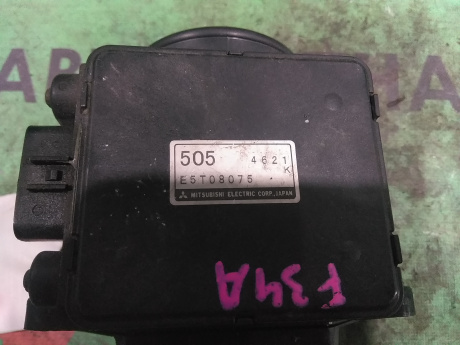 505 4621
K
E5T08075
MITSUBISHI ELECTRIC CORP. JAPAN
F34A